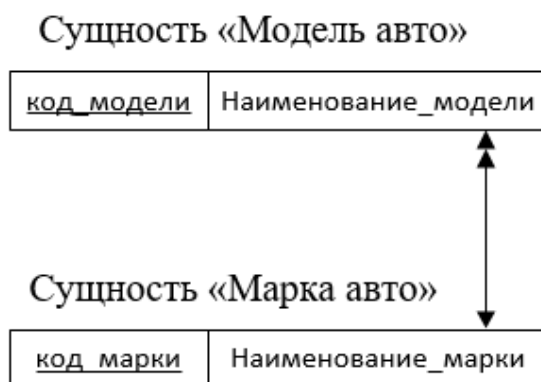 Сущность «Модель авто»
код_модели Наименование_модели
Сущность «Марка авто»
код_марки Наименование_марки